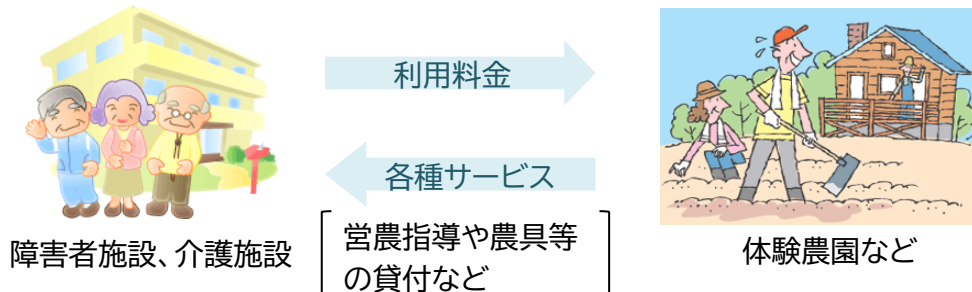 利用料金
各種サービス
営農指導や農具等
の貸付など
障害者施設、介護施設
体験農園など